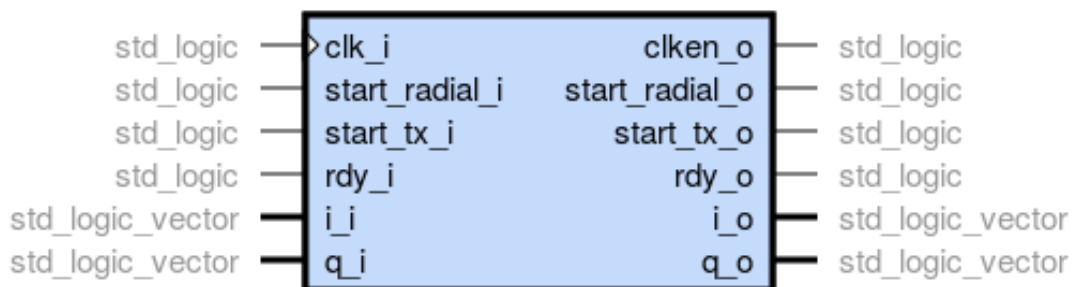 std_logic clk_i clken_o std_logic
std_logic start_radial_i start_radial_o std_logic
std_logic start_tx_i start_tx_o std_logic
std_logic rdy_i rdy_o std_logic
std_logic_vector i_i i_o std_logic_vector
std_logic_vector q_i q_o std_logic_vector